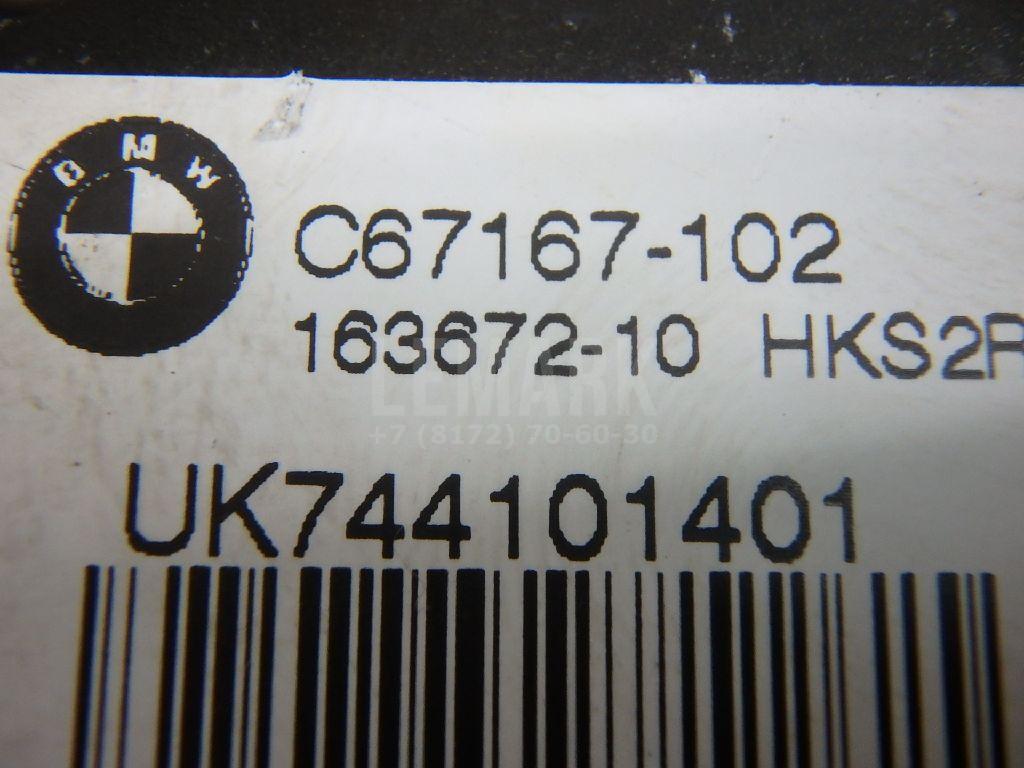 BMW
C67167-102
163672-10 HKS2R
LEMARK
+7 (8172) 70-60-30
UK744101401